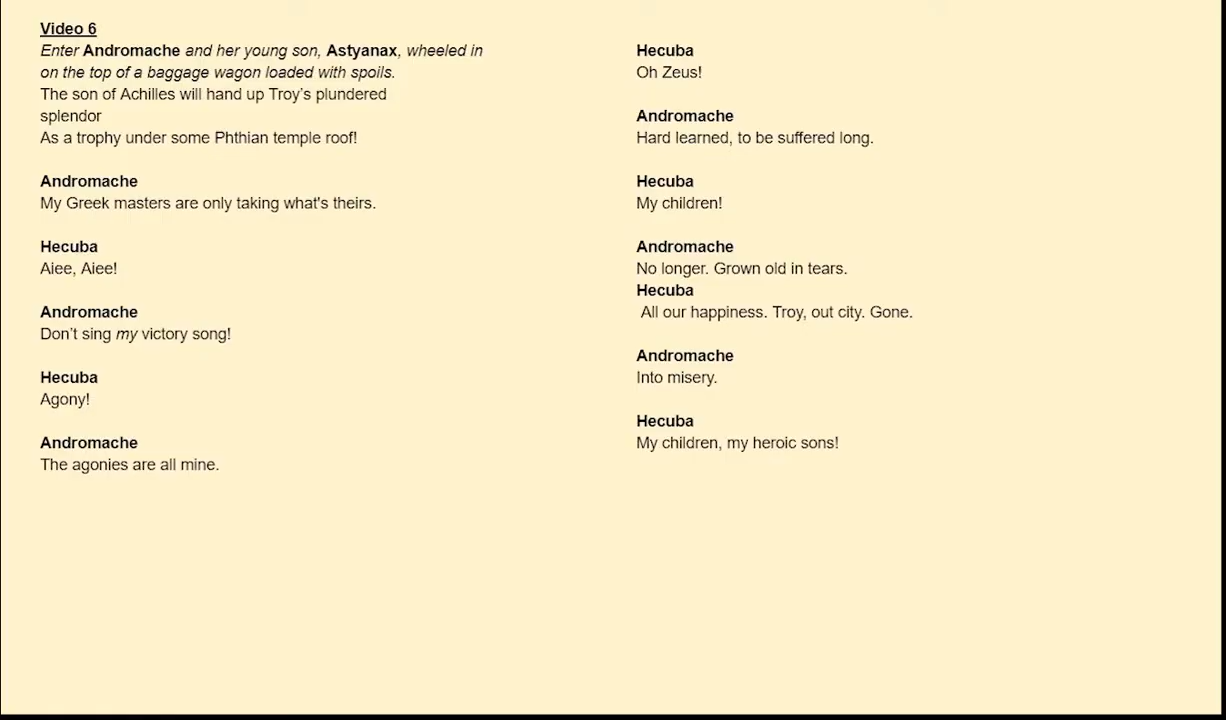 Video 6
Enter Andromache and her young son, Astyanax, wheeled in
on the top of a baggage wagon loaded with spoils.
The son of Achilles will hand up Troy's plundered
splendor
As a trophy under some Phthian temple roof!
Andromache
My Greek masters are only taking what's theirs.
Hecuba
Aiee, Aiee!
Andromache
Don't sing my victory song!
Hecuba
Agony!
Andromache
The agonies are all mine.
Hecuba
Oh Zeus!
Andromache
Hard learned, to be suffered long.
Hecuba
My children!
Andromache
No longer. Grown old in tears.
Hecuba
All our happiness. Troy, out city. Gone.
Andromache
Into misery.
Hecuba
My children, my heroic sons!